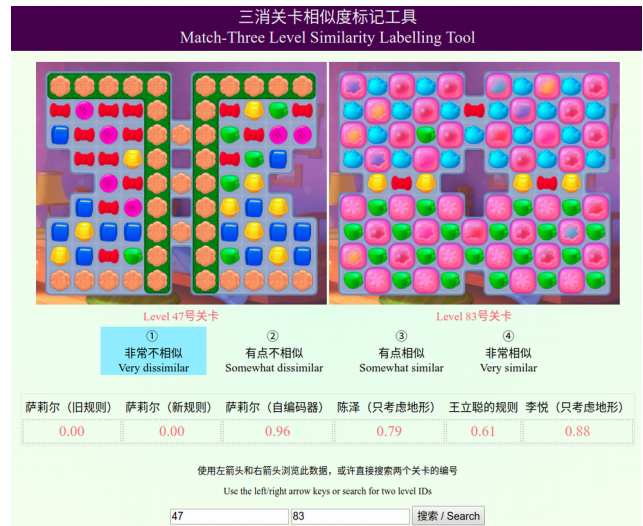 三消关卡相似度标记工具
Match-Three Level Similarity Labelling Tool
Level 47号关卡
Level 83号关卡
① ② ③ ④
非常不相似 有点不相似 有点相似 非常相似
Very dissimilar Somewhat dissimilar Somewhat similar Very similar
萨莉尔（旧规则） 萨莉尔（新规则） 萨莉尔（自编码器） 陈泽（只考虑地形） 王立聪的规则 李悦（只考虑地形）
0.00 0.00 0.96 0.79 0.61 0.88
使用左箭头和右箭头浏览此数据，或许直接搜索两个关卡的编号
Use the left/right arrow keys or search for two level IDs
47 83 搜索 / Search